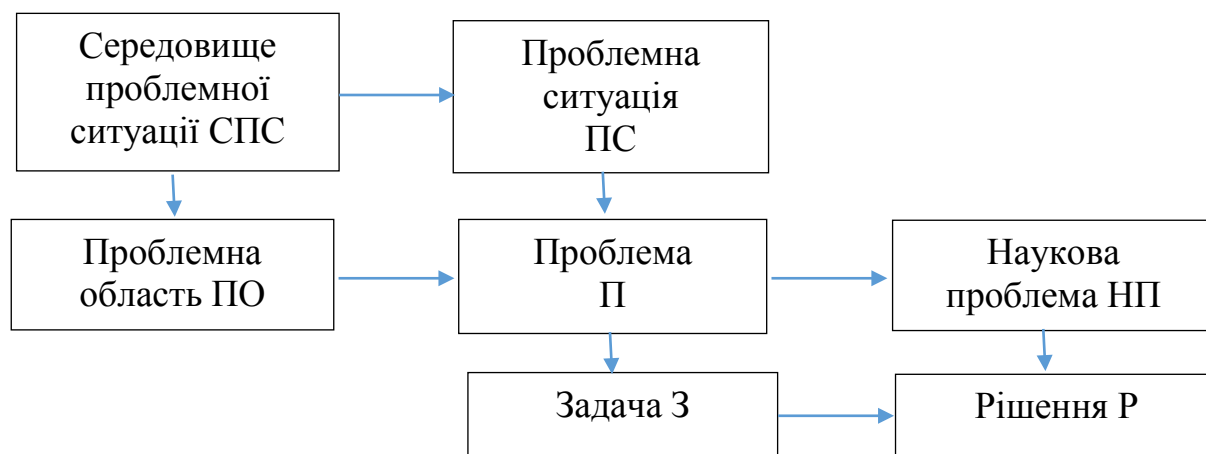 Середовище
проблемної
ситуації СПС
Проблемна
ситуація
ПС
Проблемна
область ПО
Проблема
П
Наукова
проблема НП
Задача З
Рішення Р